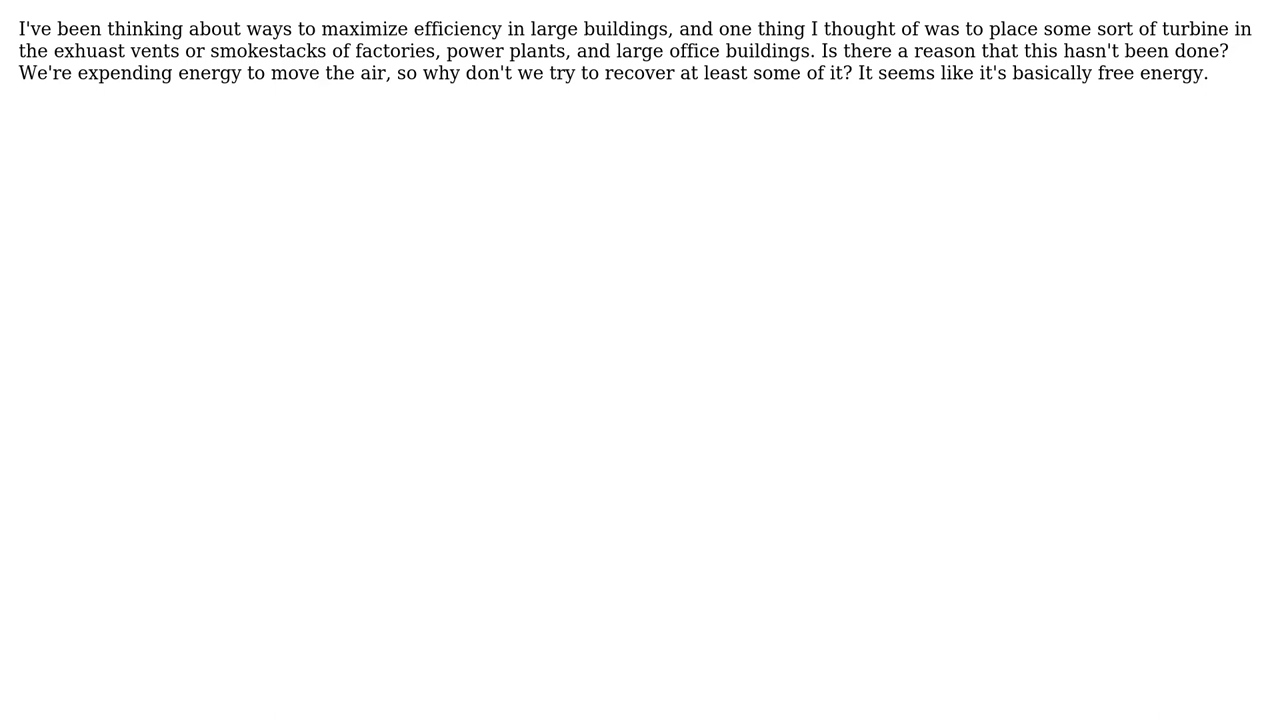 I've been thinking about ways to maximize efficiency in large buildings, and one thing I thought of was to place some sort of turbine in
the exhuast vents or smokestacks of factories, power plants, and large office buildings. Is there a reason that this hasn't been done?
We're expending energy to move the air, so why don't we try to recover at least some of it? It seems like it's basically free energy.